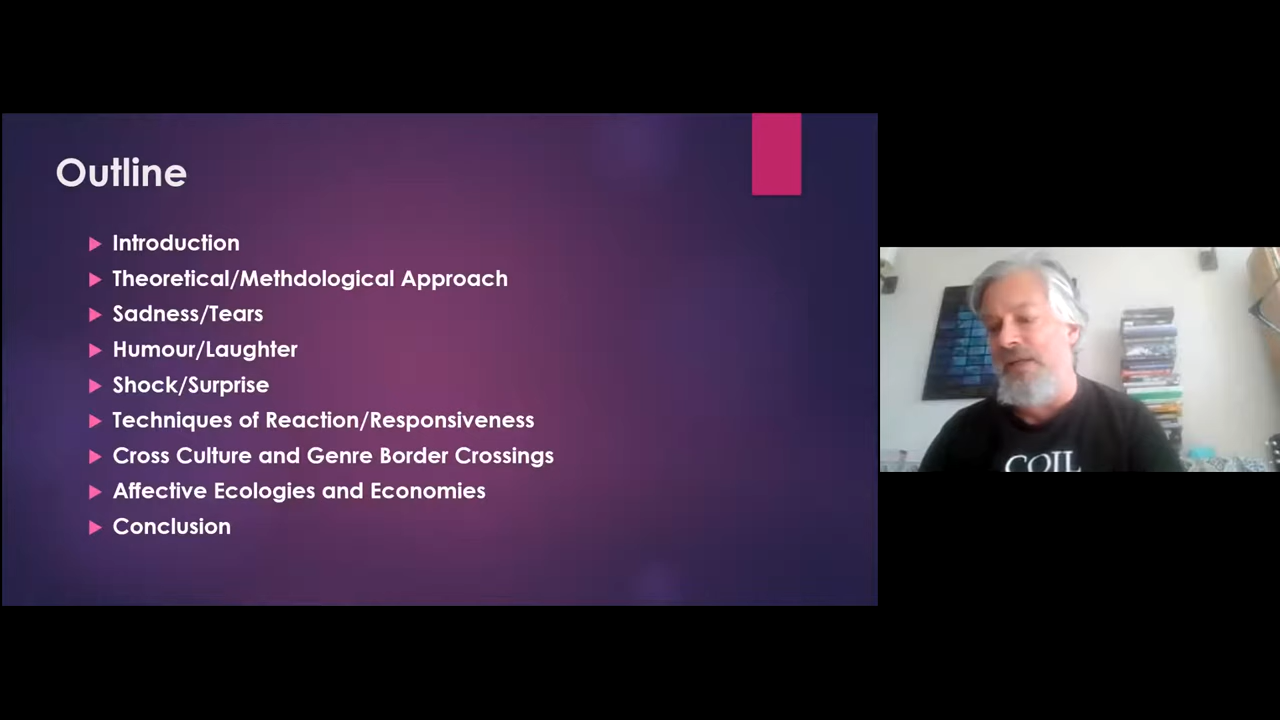 Outline
Introduction
Theoretical/Methdological Approach
Sadness/Tears
Humour/Laughter
Shock/Surprise
Techniques of Reaction/Responsiveness
Cross Culture and Genre Border Crossings
Affective Ecologies and Economies
Conclusion
COIL